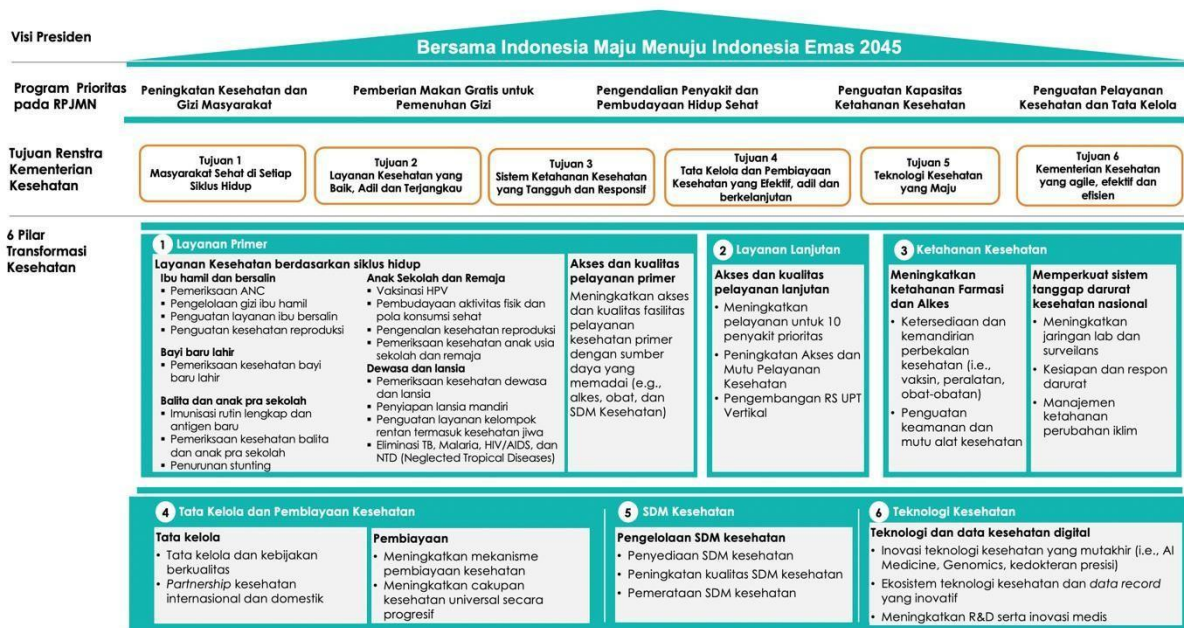 Visi Presiden
Bersama Indonesia Maju Menuju Indonesia Emas 2045
Program Prioritas
pada RPJMN
Peningkatan Kesehatan dan
Gizi Masyarakat
Pemberian Makan Gratis untuk
Pemenuhan Gizi
Pengendalian Penyakit dan
Pembudayaan Hidup Sehat
Penguatan Kapasitas
Ketahanan Kesehatan
Penguatan Pelayanan
Kesehatan dan Tata Kelola
Tujuan Renstra
Kementerian
Kesehatan
Tujuan 1
Masyarakat Sehat di Setiap
Siklus Hidup
Tujuan 2
Layanan Kesehatan yang
Baik, Adil dan Terjangkau
Tujuan 3
Sistem Ketahanan Kesehatan
yang Tangguh dan Responsif
Tujuan 4
Tata Kelola dan Pembiayaan
Kesehatan yang Efektif, adil dan
berkelanjutan
Tujuan 5
Teknologi Kesehatan
yang Maju
Tujuan 6
Kementerian Kesehatan
yang agile, efektif dan
efisien
6 Pilar
Transformasi
Kesehatan
1 Layanan Primer
Layanan Kesehatan berdasarkan siklus hidup
Ibu hamil dan bersalin
▪ Pemeriksaan ANC
▪ Pengelolaan gizi ibu hamil
▪ Penguatan layanan ibu bersalin
▪ Penguatan kesehatan reproduksi
Bayi baru lahir
▪ Pemeriksaan kesehatan bayi
baru lahir
Balita dan anak pra sekolah
▪ Imunisasi rutin lengkap dan
antigen baru
▪ Pemeriksaan kesehatan balita
dan anak pra sekolah
▪ Penurunan stunting
Anak Sekolah dan Remaja
▪ Vaksinasi HPV
▪ Pembudayaan aktivitas fisik dan
pola konsumsi sehat
▪ Pengenalan kesehatan reproduksi
▪ Pemeriksaan kesehatan anak usia
sekolah dan remaja
Dewasa dan lansia
▪ Pemeriksaan kesehatan dewasa
dan lansia
▪ Penyiapan lansia mandiri
▪ Penguatan layanan kelompok
rentan termasuk kesehatan jiwa
▪ Eliminasi TB, Malaria, HIV/AIDS, dan
NTD (Neglected Tropical Diseases)
Akses dan kualitas
pelayanan primer
Meningkatkan akses
dan kualitas fasilitas
pelayanan
kesehatan primer
dengan sumber
daya yang
memadai (e.g.,
alkes, obat, dan
SDM Kesehatan)
2 Layanan Lanjutan
Akses dan kualitas
pelayanan lanjutan
• Meningkatkan
pelayanan untuk 10
penyakit prioritas
• Peningkatan Akses dan
Mutu Pelayanan
Kesehatan
• Pengembangan RS UPT
Vertikal
3 Ketahanan Kesehatan
Meningkatkan
ketahanan Farmasi
dan Alkes
• Ketersediaan dan
kemandirian
perbekalan
kesehatan (i.e.,
vaksin, peralatan,
obat-obatan)
• Penguatan
keamanan dan
mutu alat kesehatan
Memperkuat sistem
tanggap darurat
kesehatan nasional
• Meningkatkan
jaringan lab dan
surveilans
• Kesiapan dan respon
darurat
• Manajemen
ketahanan
perubahan iklim
4 Tata Kelola dan Pembiayaan Kesehatan
Tata kelola
• Tata kelola dan kebijakan
berkualitas
• Partnership kesehatan
internasional dan domestik
Pembiayaan
• Meningkatkan mekanisme
pembiayaan kesehatan
• Meningkatkan cakupan
kesehatan universal secara
progresif
5 SDM Kesehatan
Pengelolaan SDM kesehatan
• Penyediaan SDM kesehatan
• Peningkatan kualitas SDM kesehatan
• Pemerataan SDM kesehatan
6 Teknologi Kesehatan
Teknologi dan data kesehatan digital
• Inovasi teknologi kesehatan yang mutakhir (i.e., AI
Medicine, Genomics, kedokteran presisi)
• Ekosistem teknologi kesehatan dan data record
yang inovatif
• Meningkatkan R&D serta inovasi medis